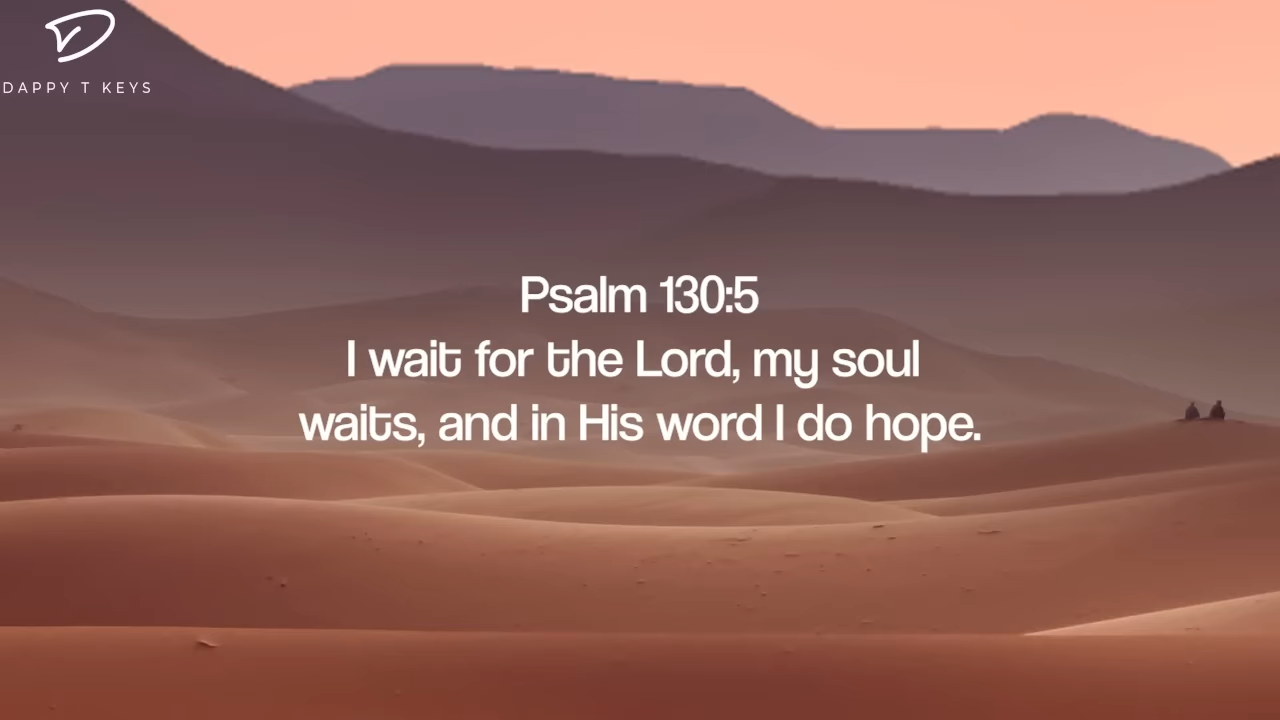 DAPPY T KEYS
Psalm 130:5
I wait for the Lord, my soul
waits, and in His word I do hope.